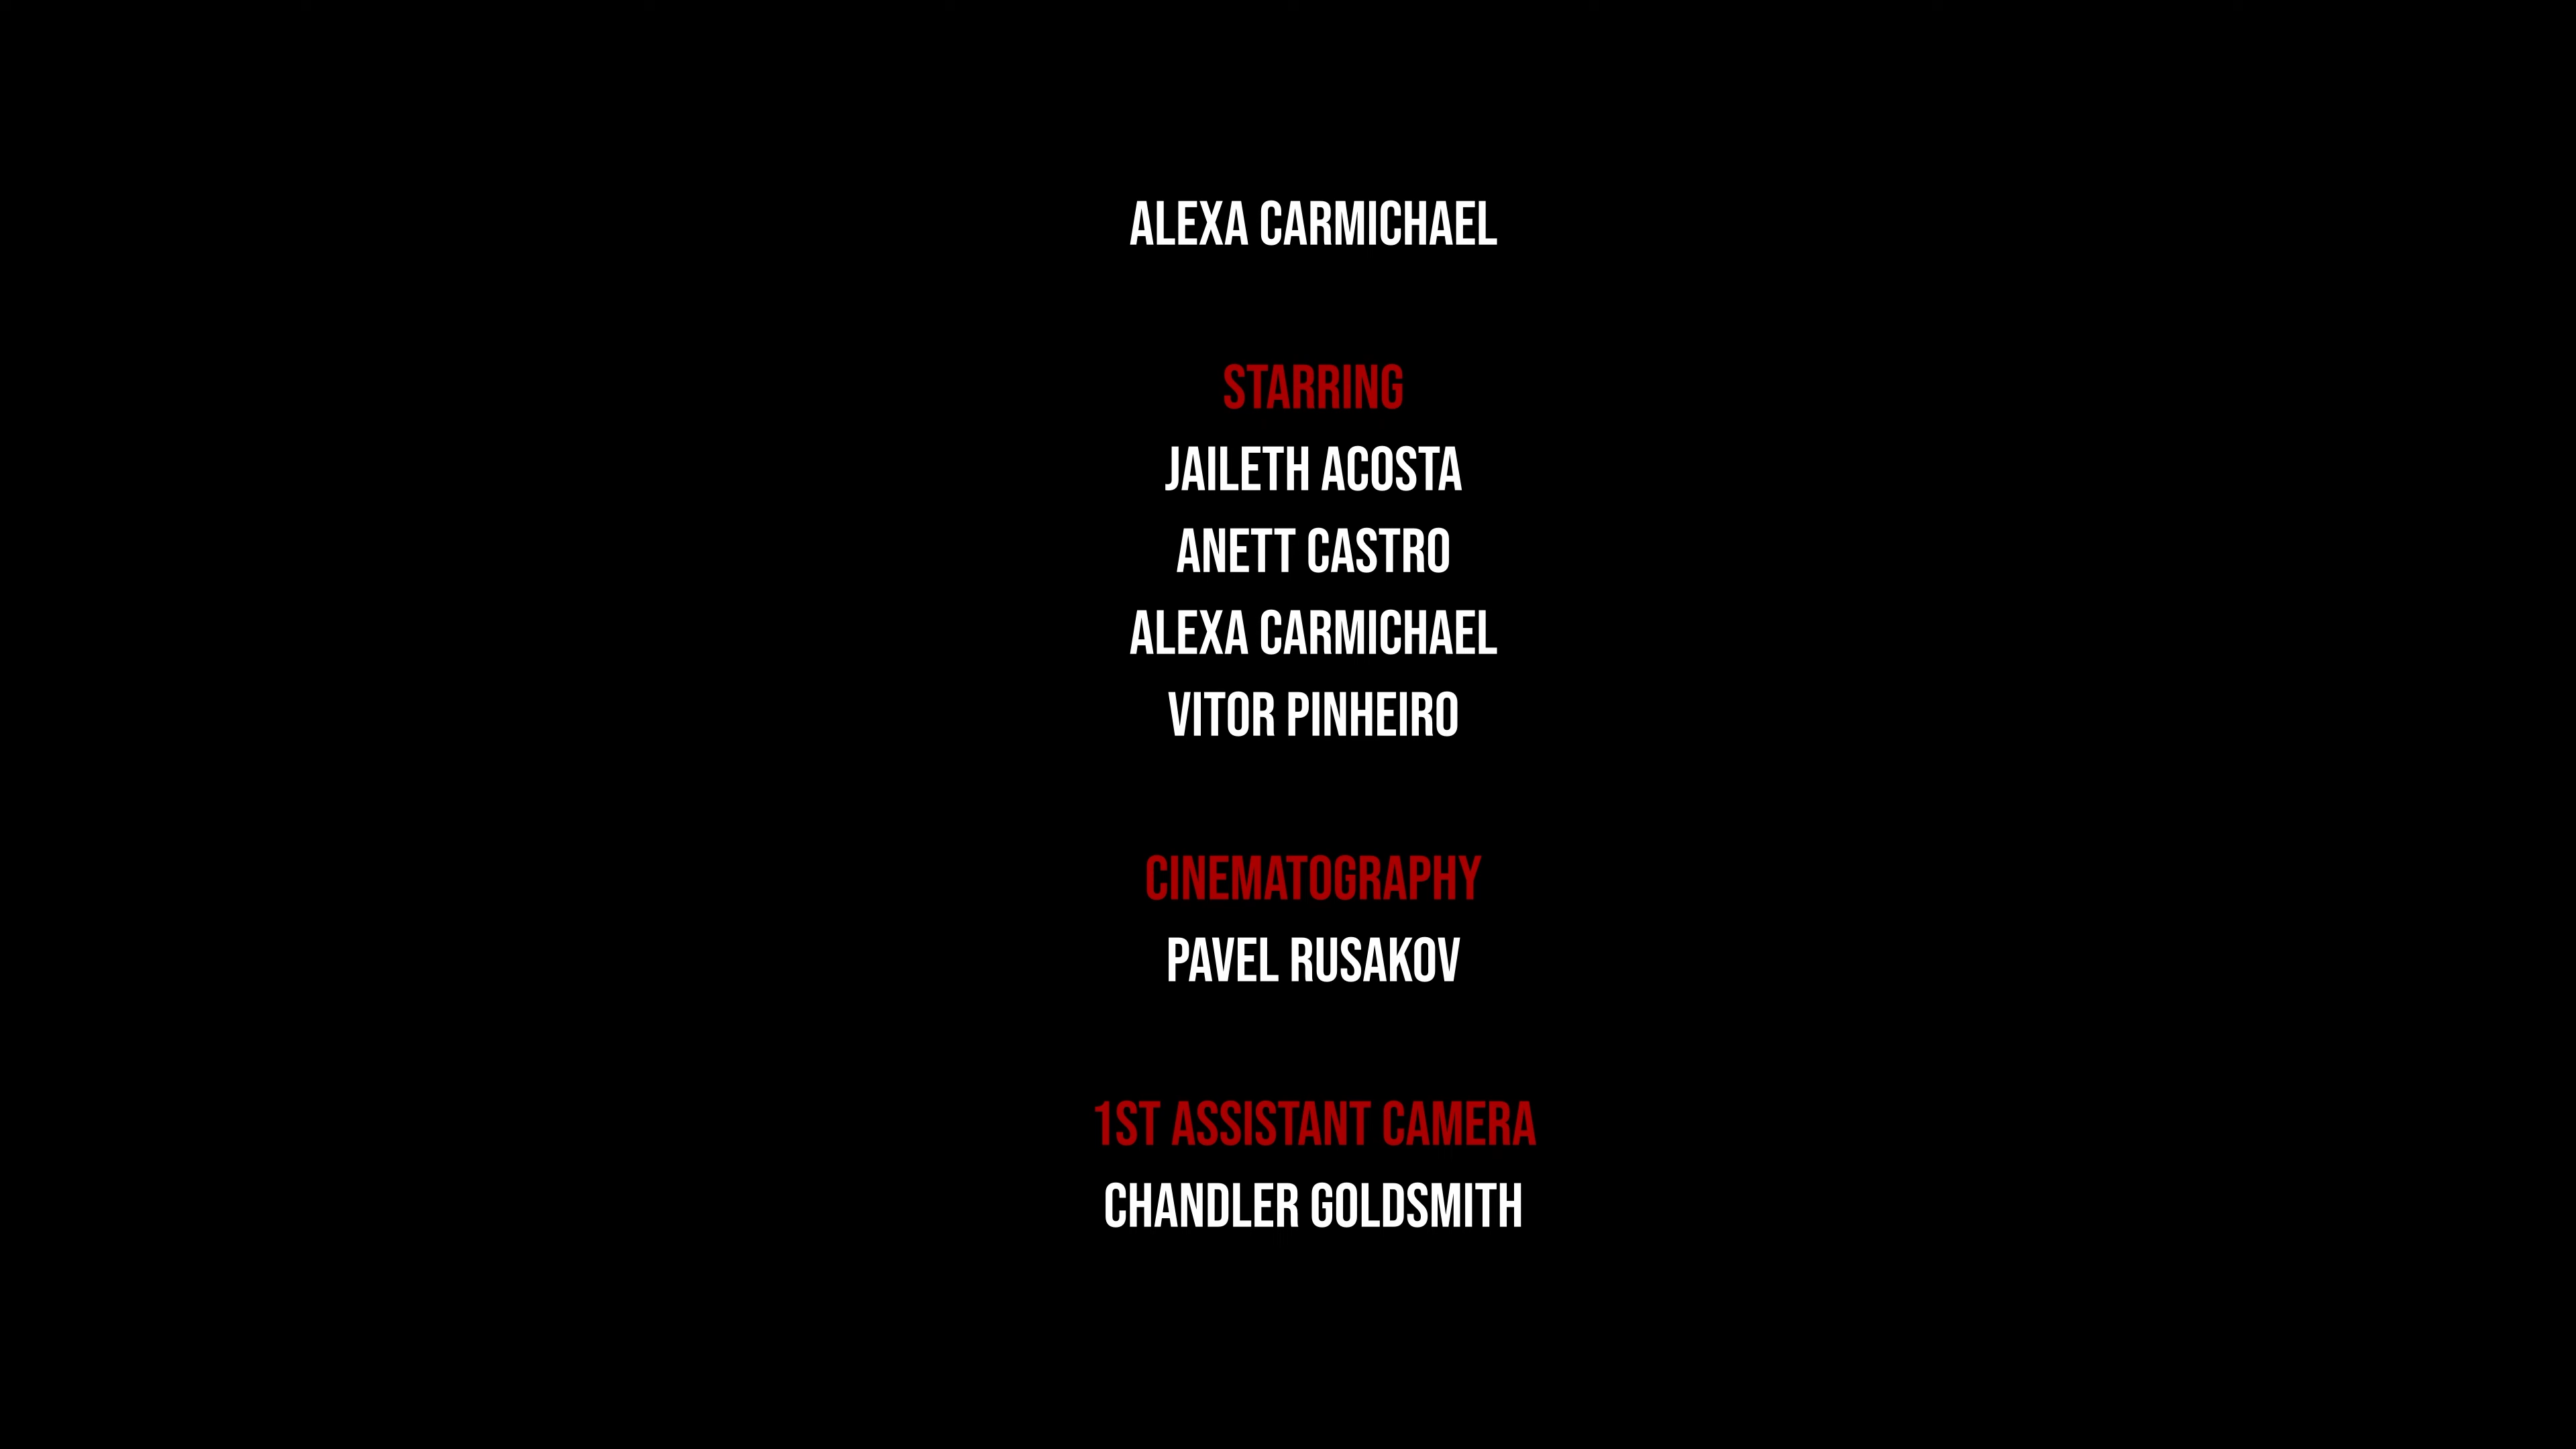 ALEXA CARMICHAEL
STARRING
JAILETH ACOSTA
ANETT CASTRO
ALEXA CARMICHAEL
VITOR PINHEIRO
CINEMATOGRAPHY
PAVEL RUSAKOV
1ST ASSISTANT CAMERA
CHANDLER GOLDSMITH